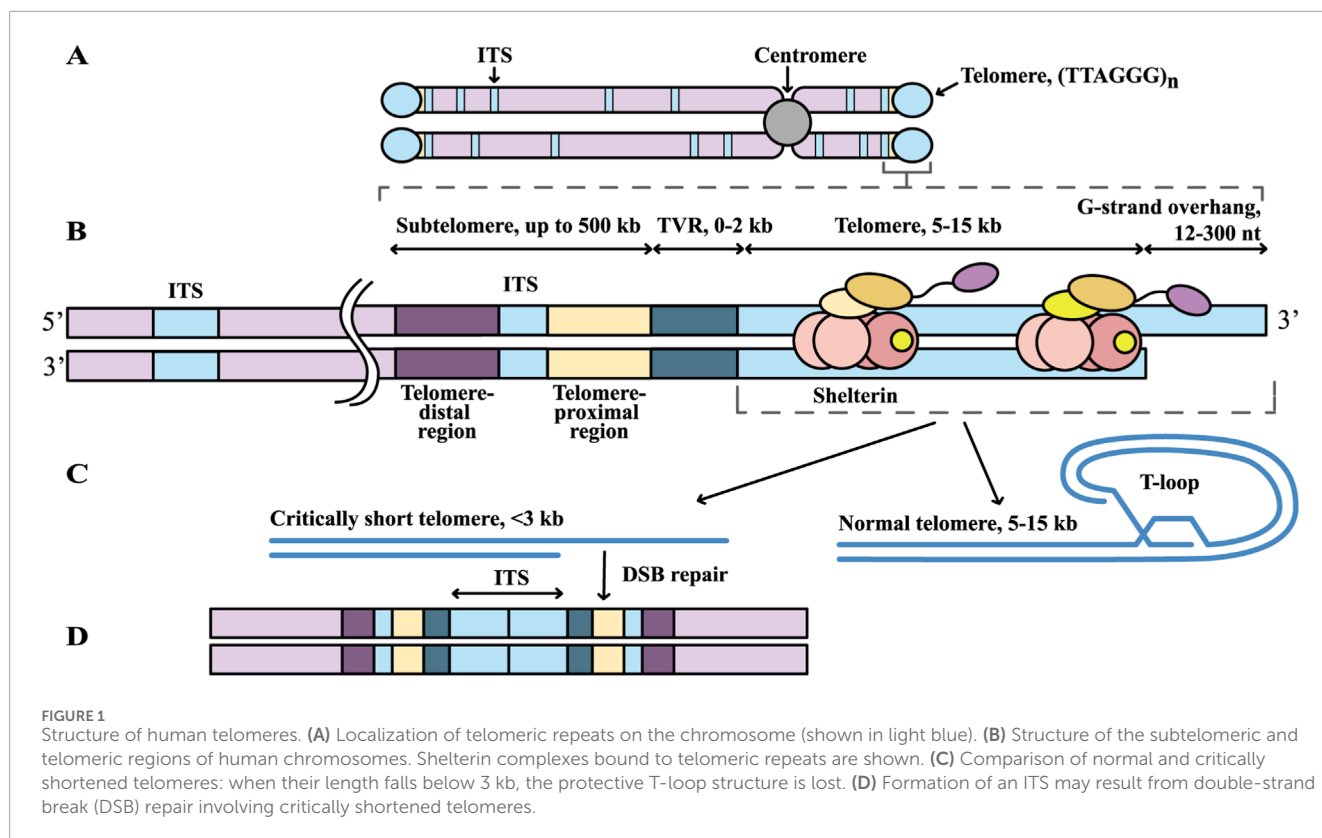 A
ITS
Centromere
Telomere, (TTAGGG)n
B
Subtelomere, up to 500 kb
TVR, 0-2 kb
Telomere, 5-15 kb
G-strand overhang,
12-300 nt
ITS
ITS
5’
3’
3’
Telomere-
distal
region
Telomere-
proximal
region
Shelterin
C
T-loop
Critically short telomere, <3 kb
Normal telomere, 5-15 kb
DSB repair
ITS
D
FIGURE 1
Structure of human telomeres. (A) Localization of telomeric repeats on the chromosome (shown in light blue). (B) Structure of the subtelomeric and
telomeric regions of human chromosomes. Shelterin complexes bound to telomeric repeats are shown. (C) Comparison of normal and critically
shortened telomeres: when their length falls below 3 kb, the protective T-loop structure is lost. (D) Formation of an ITS may result from double-strand
break (DSB) repair involving critically shortened telomeres.